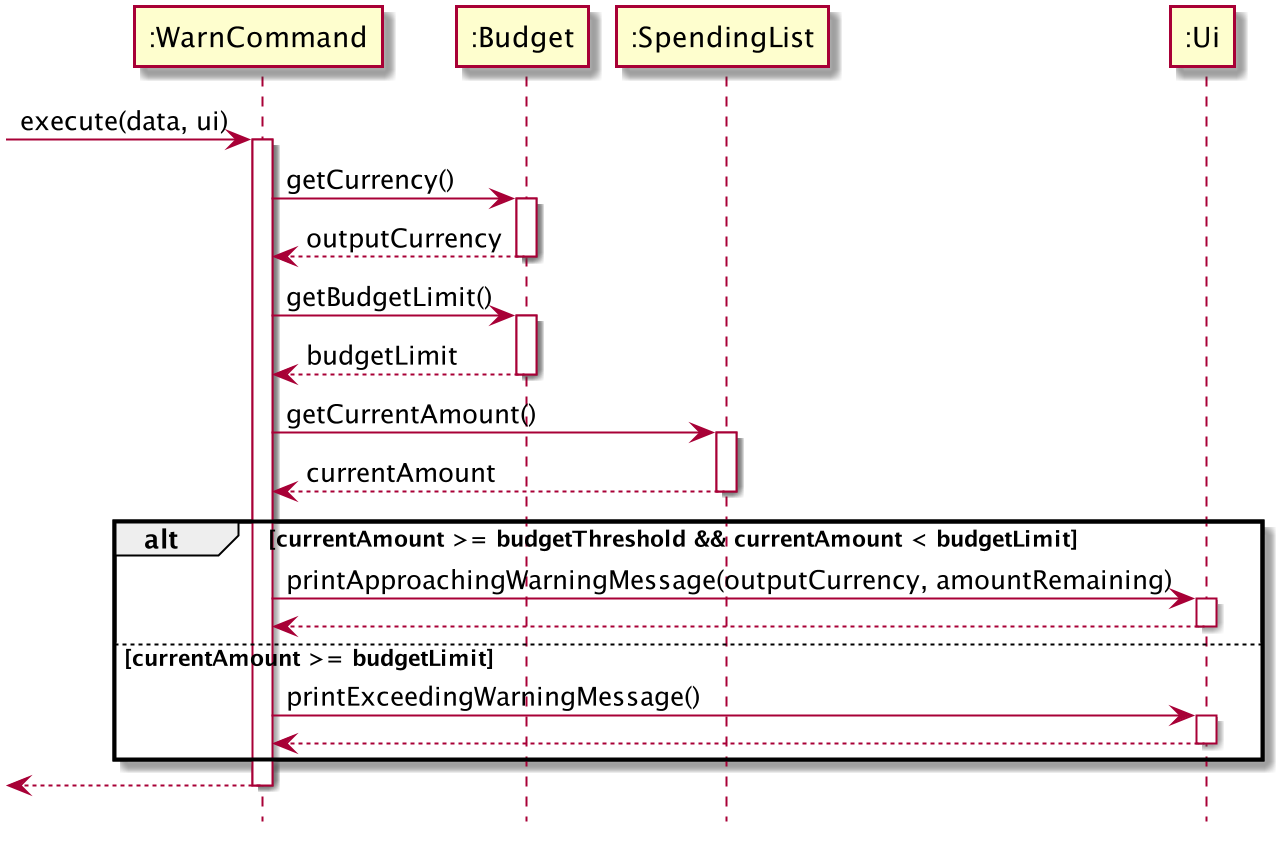 :WarnCommand :Budget :SpendingList :Ui
execute(data, ui)
getCurrency()
outputCurrency
getBudgetLimit()
budgetLimit
getCurrentAmount()
currentAmount
alt [currentAmount >= budgetThreshold && currentAmount < budgetLimit]
printApproachingWarningMessage(outputCurrency, amountRemaining)
[currentAmount >= budgetLimit]
printExceedingWarningMessage()